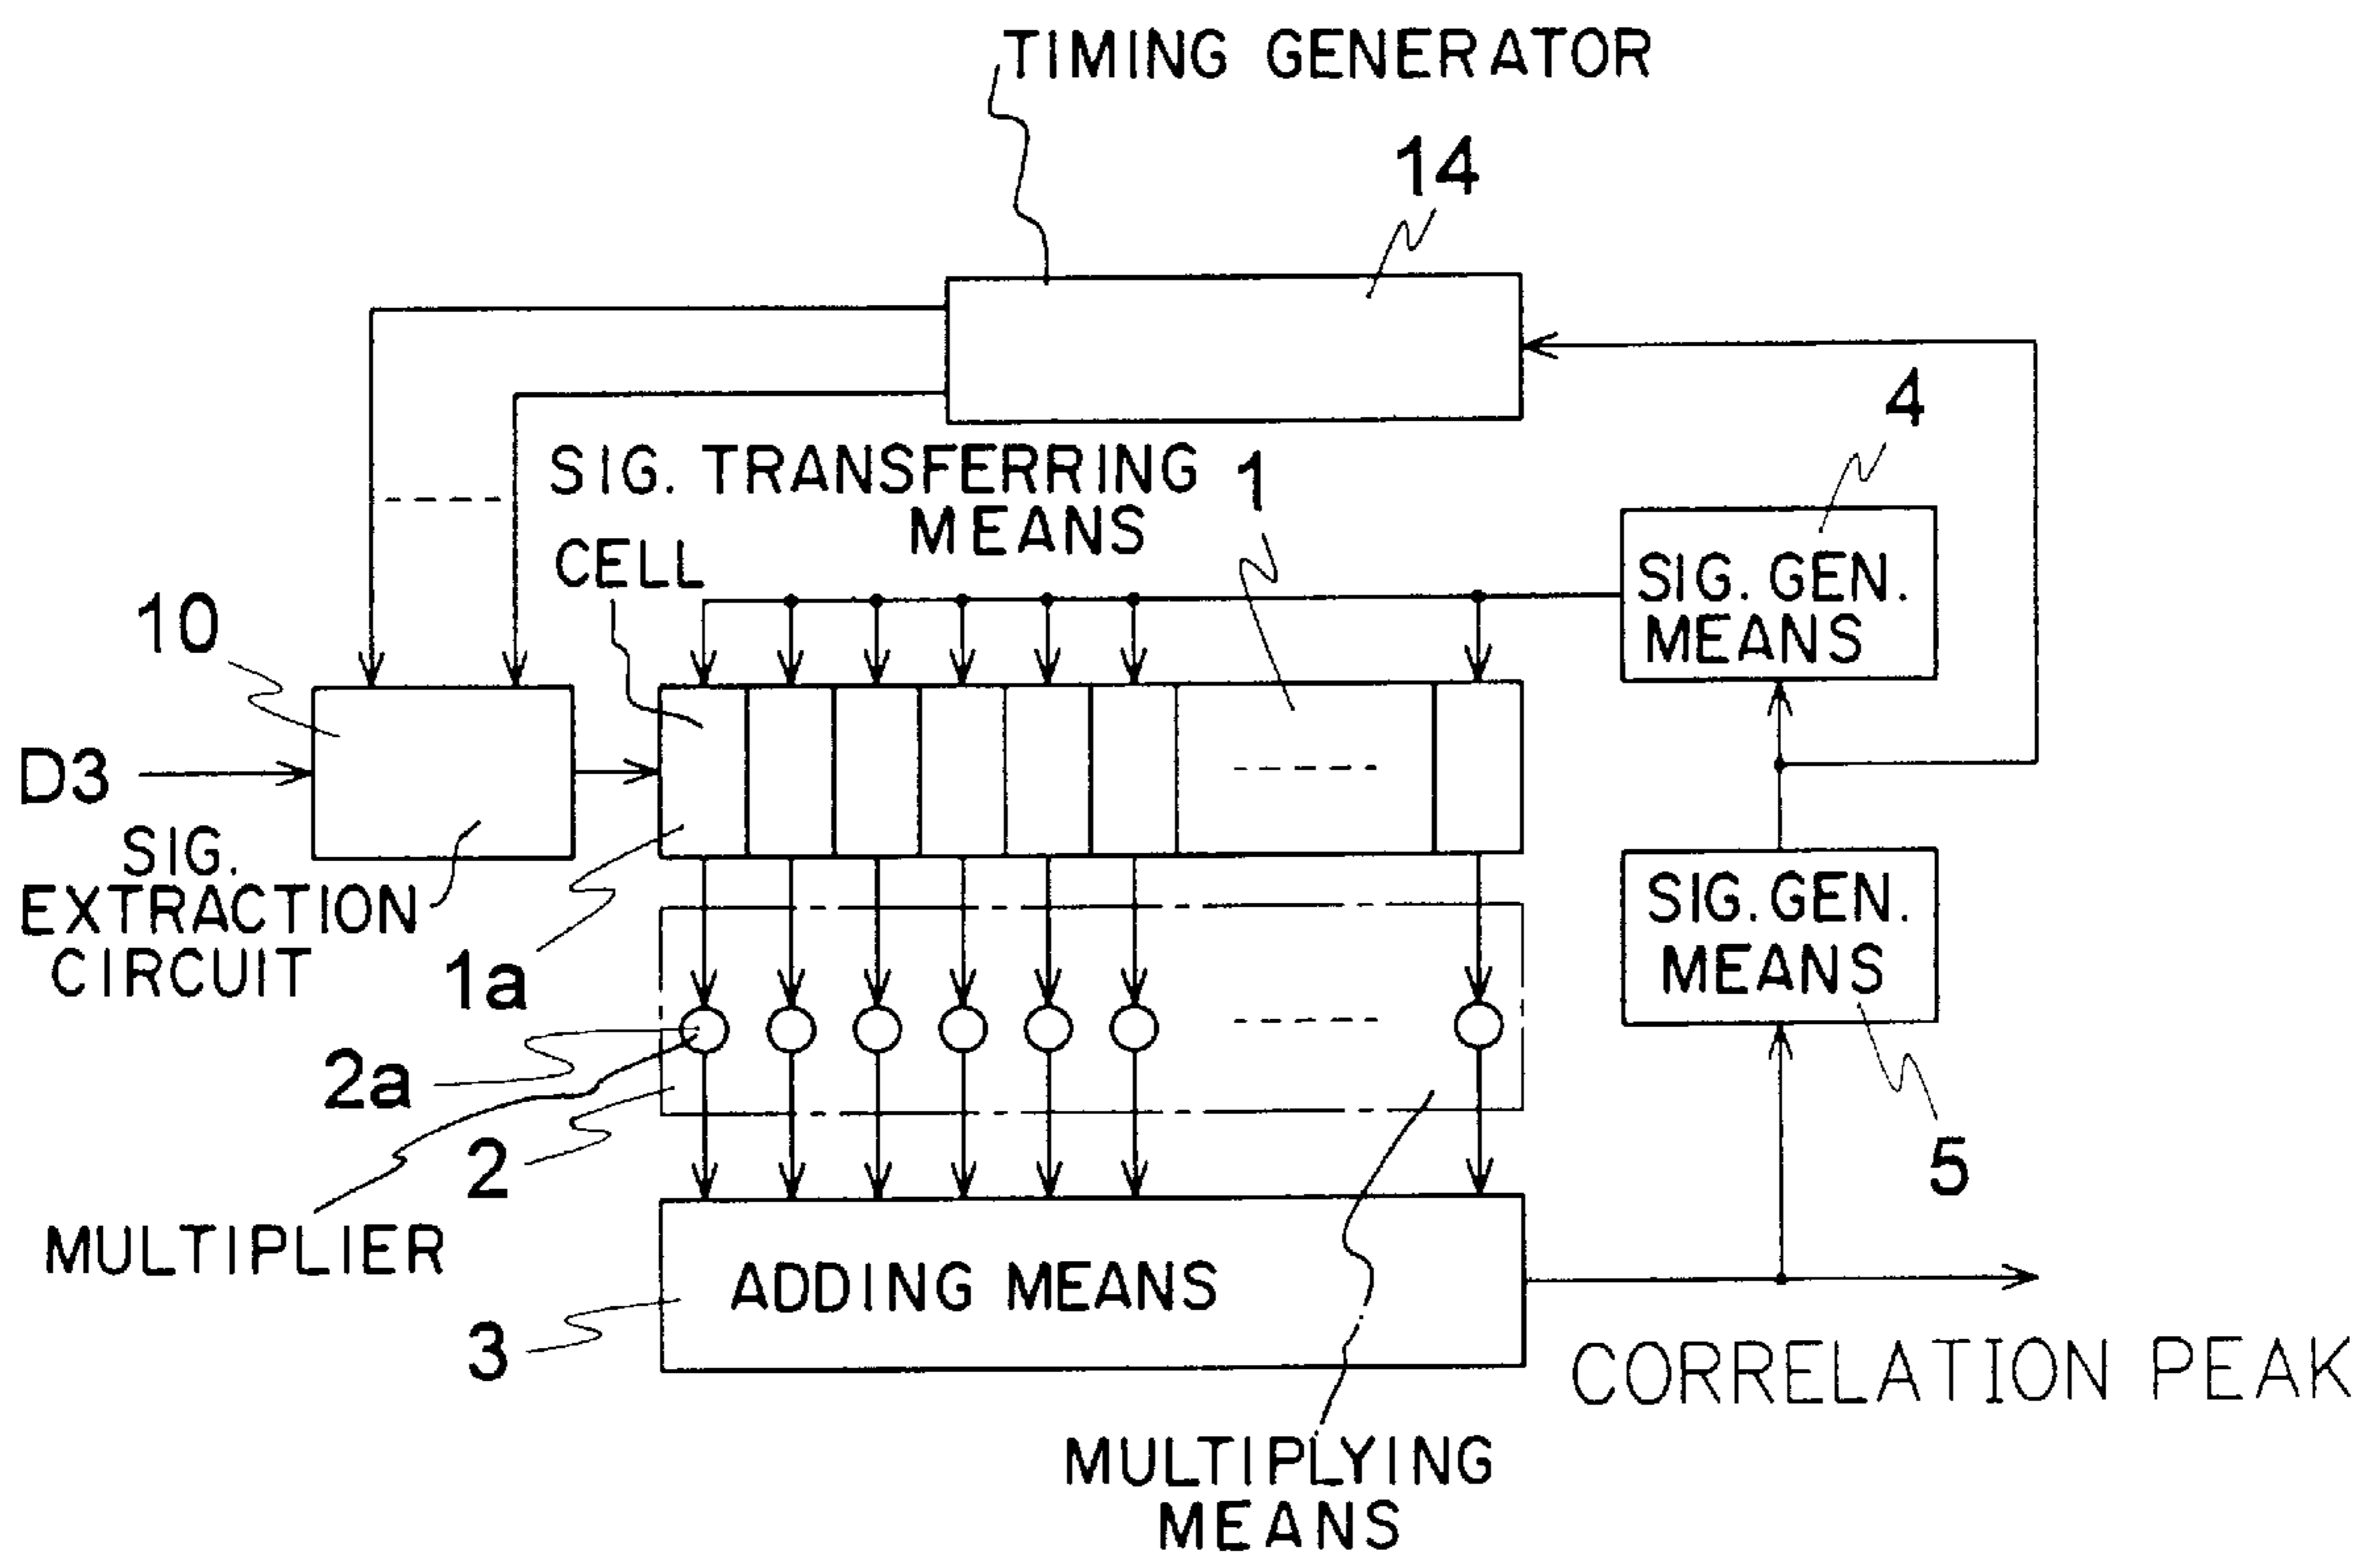 TIMING GENERATOR
14
4
SIG. TRANSFERRING
MEANS
1
CELL
SIG. GEN.
MEANS
10
D3
SIG.
EXTRACTION
CIRCUIT
1a
SIG. GEN.
MEANS
2a
2
5
MULTIPLIER
ADDING MEANS
3
CORRELATION PEAK
MULTIPLYING
MEANS